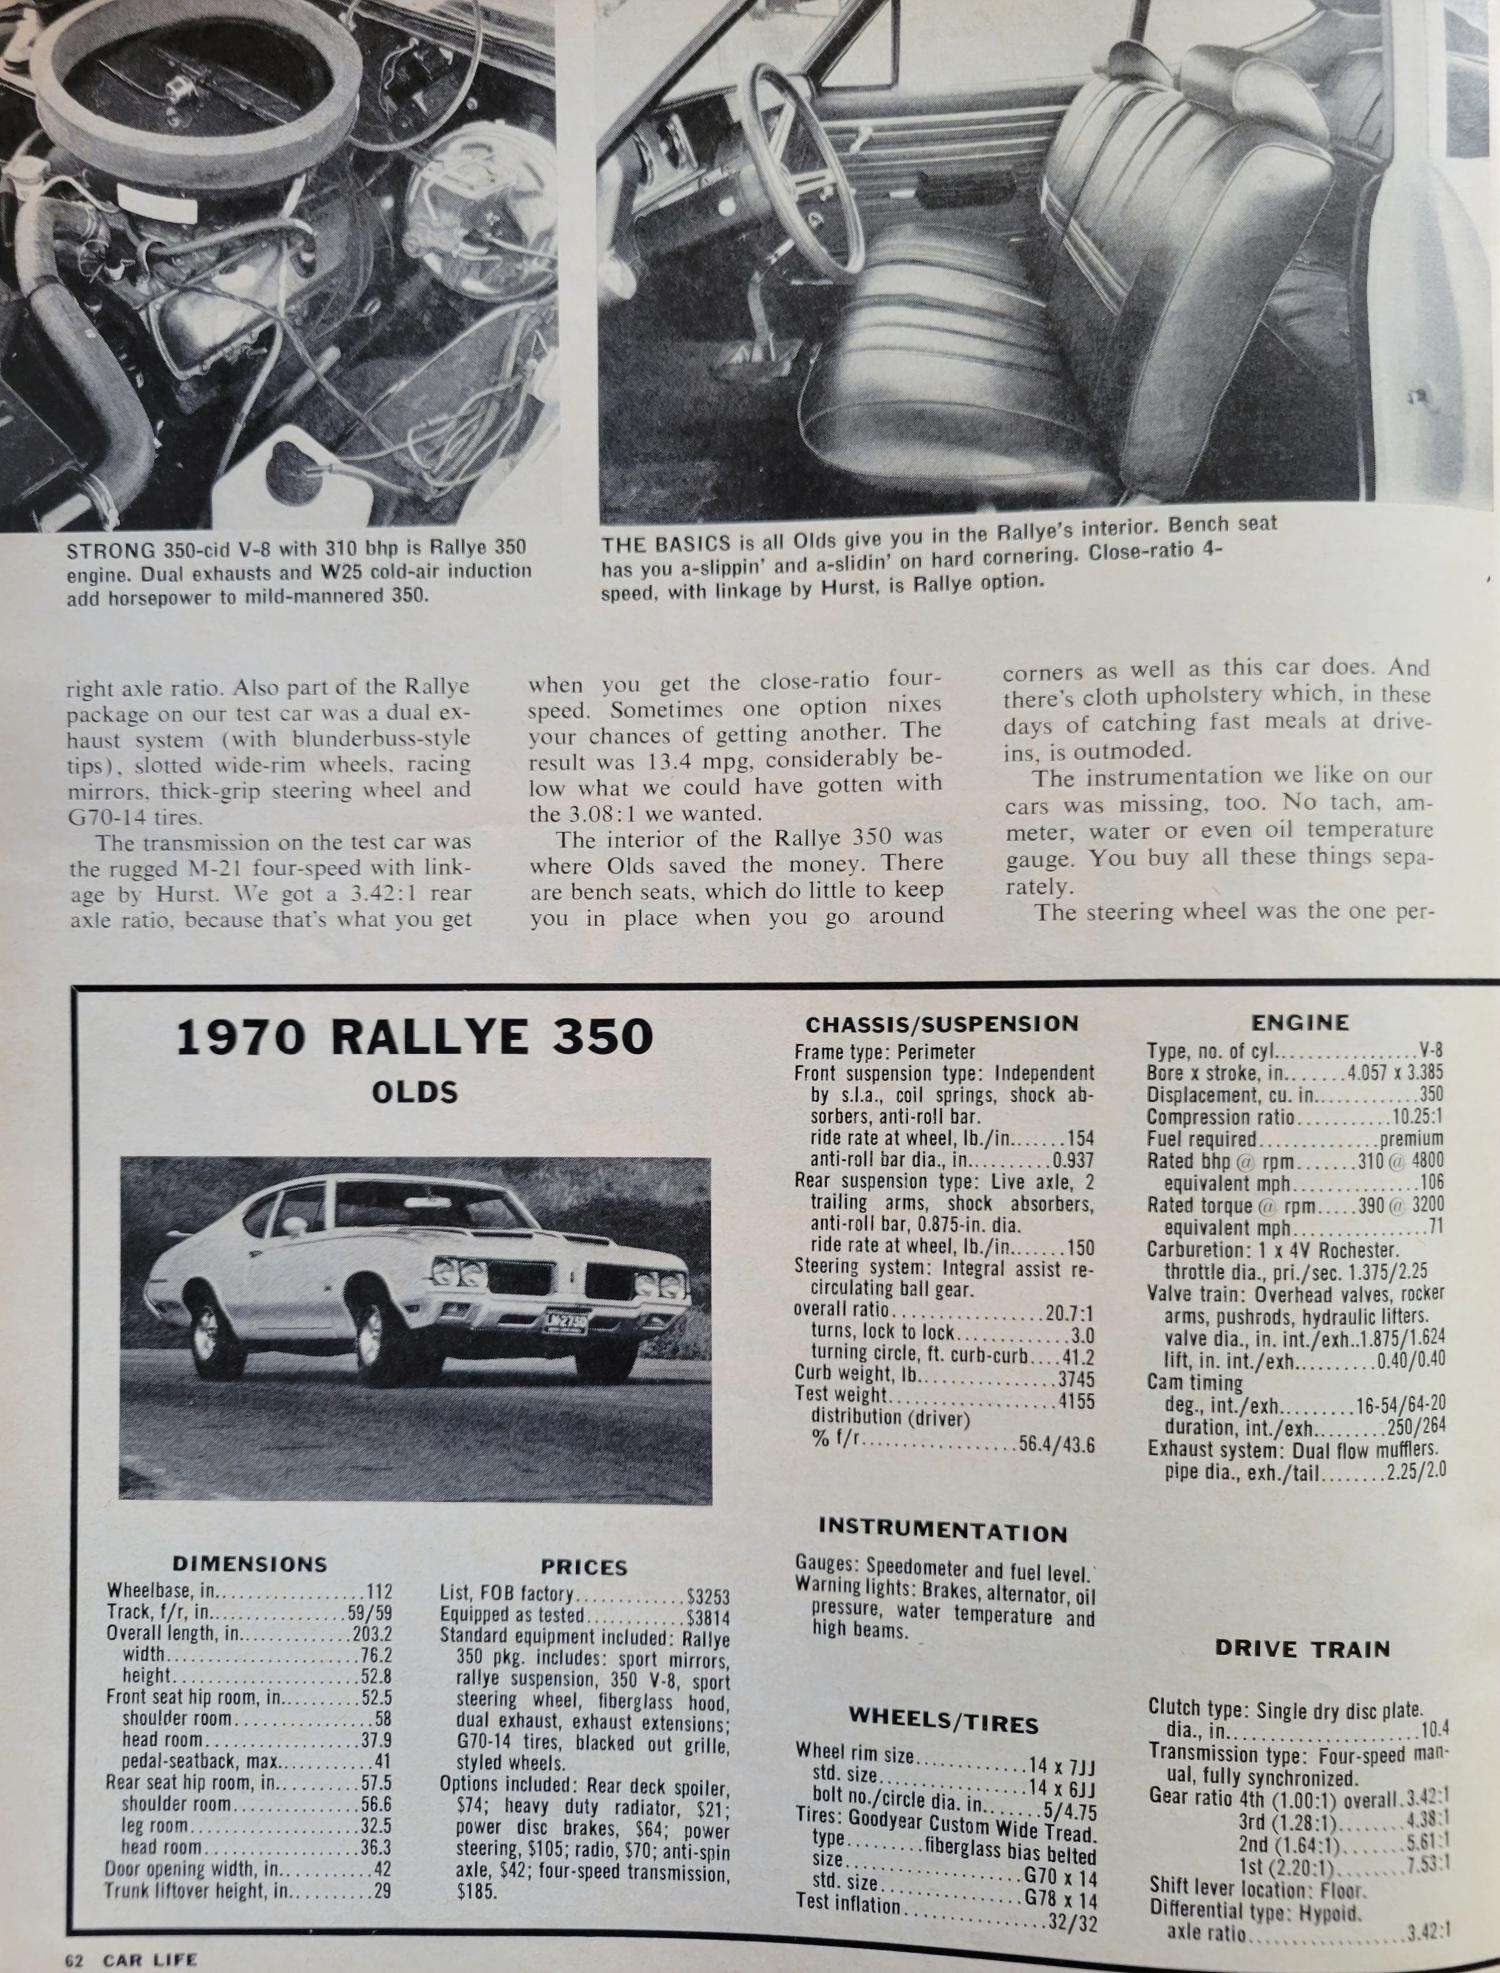 STRONG 350-cid V-8 with 310 bhp is Rallye 350
engine. Dual exhausts and W25 cold-air induction
add horsepower to mild-mannered 350.
THE BASICS is all Olds give you in the Rallye's interior. Bench seat
has you a-slippin' and a-slidin' on hard cornering. Close-ratio 4-
speed, with linkage by Hurst, is Rallye option.
right axle ratio. Also part of the Rallye
package on our test car was a dual ex-
haust system (with blunderbuss-style
tips), slotted wide-rim wheels, racing
mirrors, thick-grip steering wheel and
G70-14 tires.
The transmission on the test car was
the rugged M-21 four-speed with link-
age by Hurst. We got a 3.42:1 rear
axle ratio, because that's what you get
when you get the close-ratio four-
speed. Sometimes one option nixes
your chances of getting another. The
result was 13.4 mpg, considerably be-
low what we could have gotten with
the 3.08:1 we wanted.
The interior of the Rallye 350 was
where Olds saved the money. There
are bench seats, which do little to keep
you in place when you go around
corners as well as this car does. And
there's cloth upholstery which, in these
days of catching fast meals at drive-
ins, is outmoded.
The instrumentation we like on our
cars was missing, too. No tach, am-
meter, water or even oil temperature
gauge. You buy all these things sepa-
rately.
The steering wheel was the one per-
1970 RALLYE 350
OLDS
DIMENSIONS
Wheelbase, in..................112
Track, f/r, in.................59/59
Overall length, in.............203.2
width.......................76.2
height......................52.8
Front seat hip room, in..........52.5
shoulder room.................58
head room...................37.9
pedal-seatback, max............41
Rear seat hip room, in...........57.5
shoulder room................56.6
leg room.....................32.5
head room...................36.3
Door opening width, in...........42
Trunk liftover height, in..........29
PRICES
List, FOB factory.............$3253
Equipped as tested...........$3814
Standard equipment included: Rallye
350 pkg. includes: sport mirrors,
rallye suspension, 350 V-8, sport
steering wheel, fiberglass hood,
dual exhaust, exhaust extensions;
G70-14 tires, blacked out grille,
styled wheels.
Options included: Rear deck spoiler,
$74; heavy duty radiator, $21;
power disc brakes, $64; power
steering, $105; radio, $70; anti-spin
axle, $42; four-speed transmission,
$185.
CHASSIS/SUSPENSION
Frame type: Perimeter
Front suspension type: Independent
by s.l.a., coil springs, shock ab-
sorbers, anti-roll bar.
ride rate at wheel, lb./in.......154
anti-roll bar dia., in..........0.937
Rear suspension type: Live axle, 2
trailing arms, shock absorbers,
anti-roll bar, 0.875-in. dia.
ride rate at wheel, lb./in.......150
Steering system: Integral assist re-
circulating ball gear.
overall ratio..................20.7:1
turns, lock to lock.............3.0
turning circle, ft. curb-curb....41.2
Curb weight, lb.................3745
Test weight....................4155
distribution (driver)
% f/r..................56.4/43.6
INSTRUMENTATION
Gauges: Speedometer and fuel level.
Warning lights: Brakes, alternator, oil
pressure, water temperature and
high beams.
WHEELS/TIRES
Wheel rim size.............14 x 7JJ
std. size.................14 x 6JJ
bolt no./circle dia. in.......5/4.75
Tires: Goodyear Custom Wide Tread.
type.........fiberglass bias belted
size....................G70 x 14
std. size................G78 x 14
Test inflation.................32/32
ENGINE
Type, no. of cyl.................V-8
Bore x stroke, in.......4.057 x 3.385
Displacement, cu. in.............350
Compression ratio...........10.25:1
Fuel required..............premium
Rated bhp @ rpm.......310 @ 4800
equivalent mph...............106
Rated torque @ rpm.....390 @ 3200
equivalent mph................71
Carburetion: 1 x 4V Rochester.
throttle dia., pri./sec. 1.375/2.25
Valve train: Overhead valves, rocker
arms, pushrods, hydraulic lifters.
valve dia., in. int./exh..1.875/1.624
lift, in. int./exh..........0.40/0.40
Cam timing
deg., int./exh.........16-54/64-20
duration, int./exh.........250/264
Exhaust system: Dual flow mufflers.
pipe dia., exh./tail........2.25/2.0
DRIVE TRAIN
Clutch type: Single dry disc plate.
dia., in.......................10.4
Transmission type: Four-speed man-
ual, fully synchronized.
Gear ratio 4th (1.00:1) overall.3.42:1
3rd (1.28:1)........4.38:1
2nd (1.64:1).......5.61:1
1st (2.20:1)........7.53:1
Shift lever location: Floor.
Differential type: Hypoid.
axle ratio...................3.42:1
62 CAR LIFE